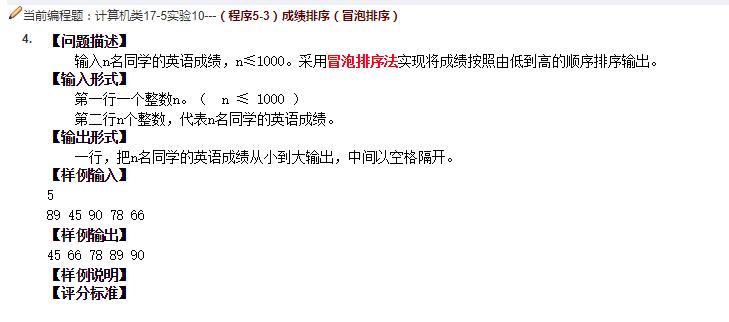 当前编程题：计算机类17-5实验10---（程序5-3）成绩排序（冒泡排序）
4. 【问题描述】
输入n名同学的英语成绩，n≤1000。采用冒泡排序法实现将成绩按照由低到高的顺序排序输出。
【输入形式】
第一行一个整数n。（ n ≤ 1000 ）
第二行n个整数，代表n名同学的英语成绩。
【输出形式】
一行，把n名同学的英语成绩从小到大输出，中间以空格隔开。
【样例输入】
5
89 45 90 78 66
【样例输出】
45 66 78 89 90
【样例说明】
【评分标准】